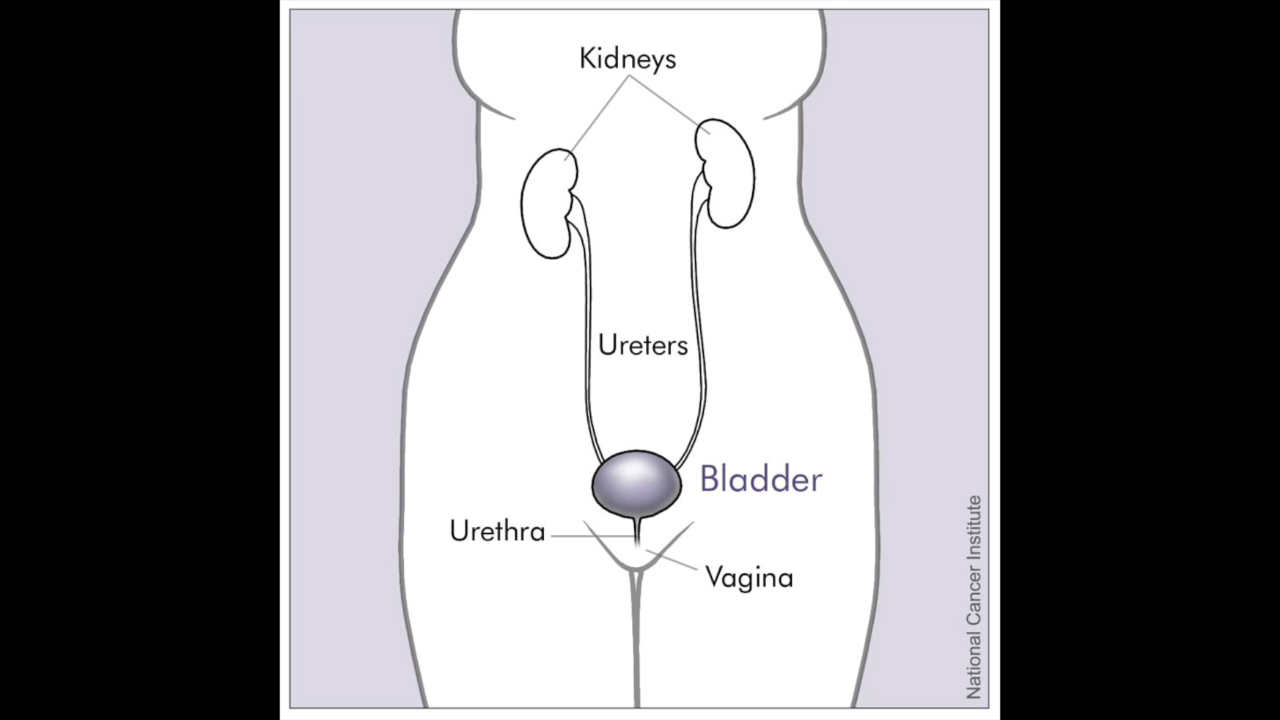 Kidneys
Ureters
Bladder
Urethra
Vagina
National Cancer Institute